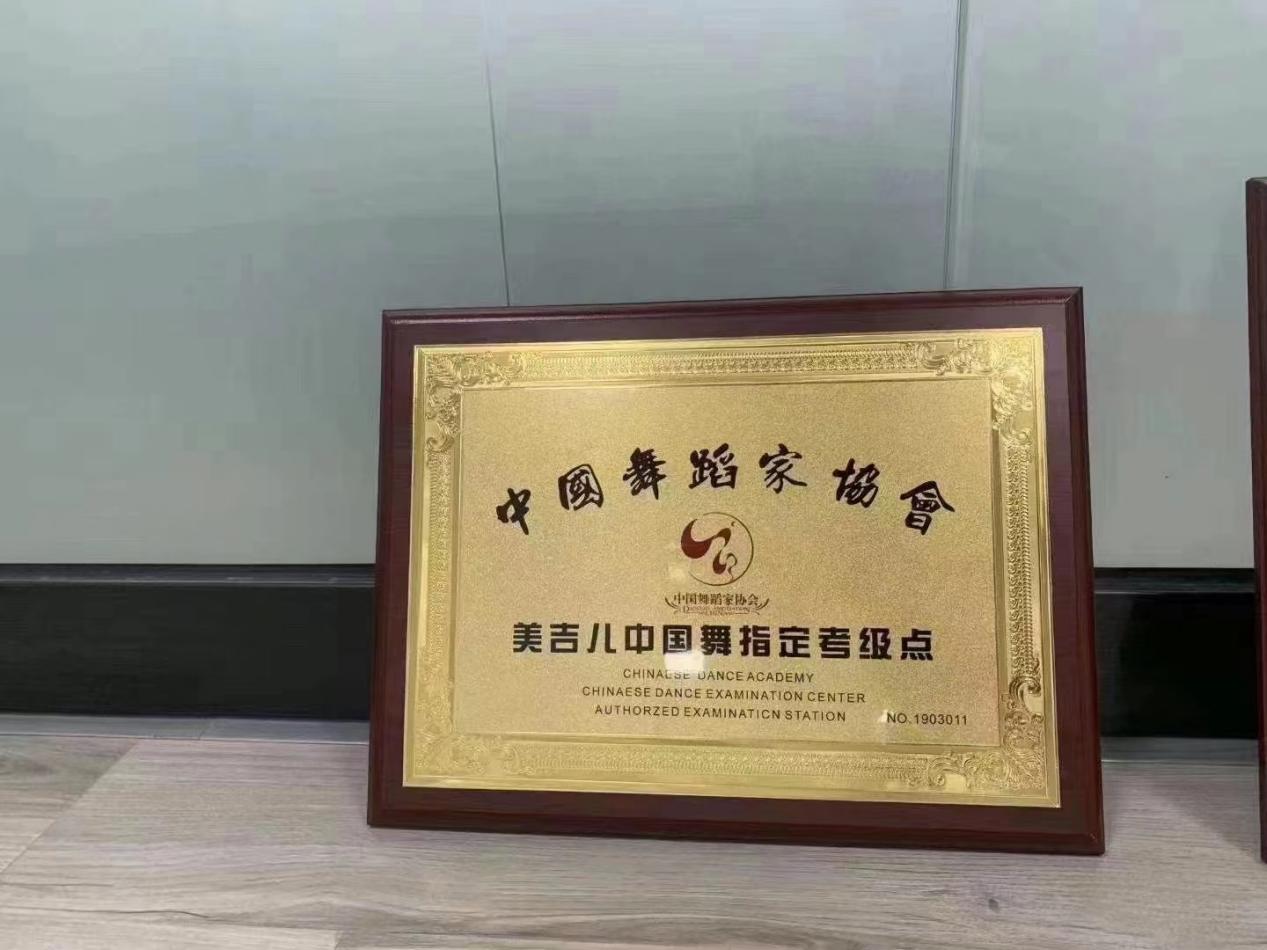 中國舞蹈家協會
中国舞蹈家协会
美吉儿中国舞指定考级点
CHINAESE DANCE ACADEMY
CHINAESE DANCE EXAMINATION CENTER
AUTHORZED EXAMINATICN STATION
NO.1903011